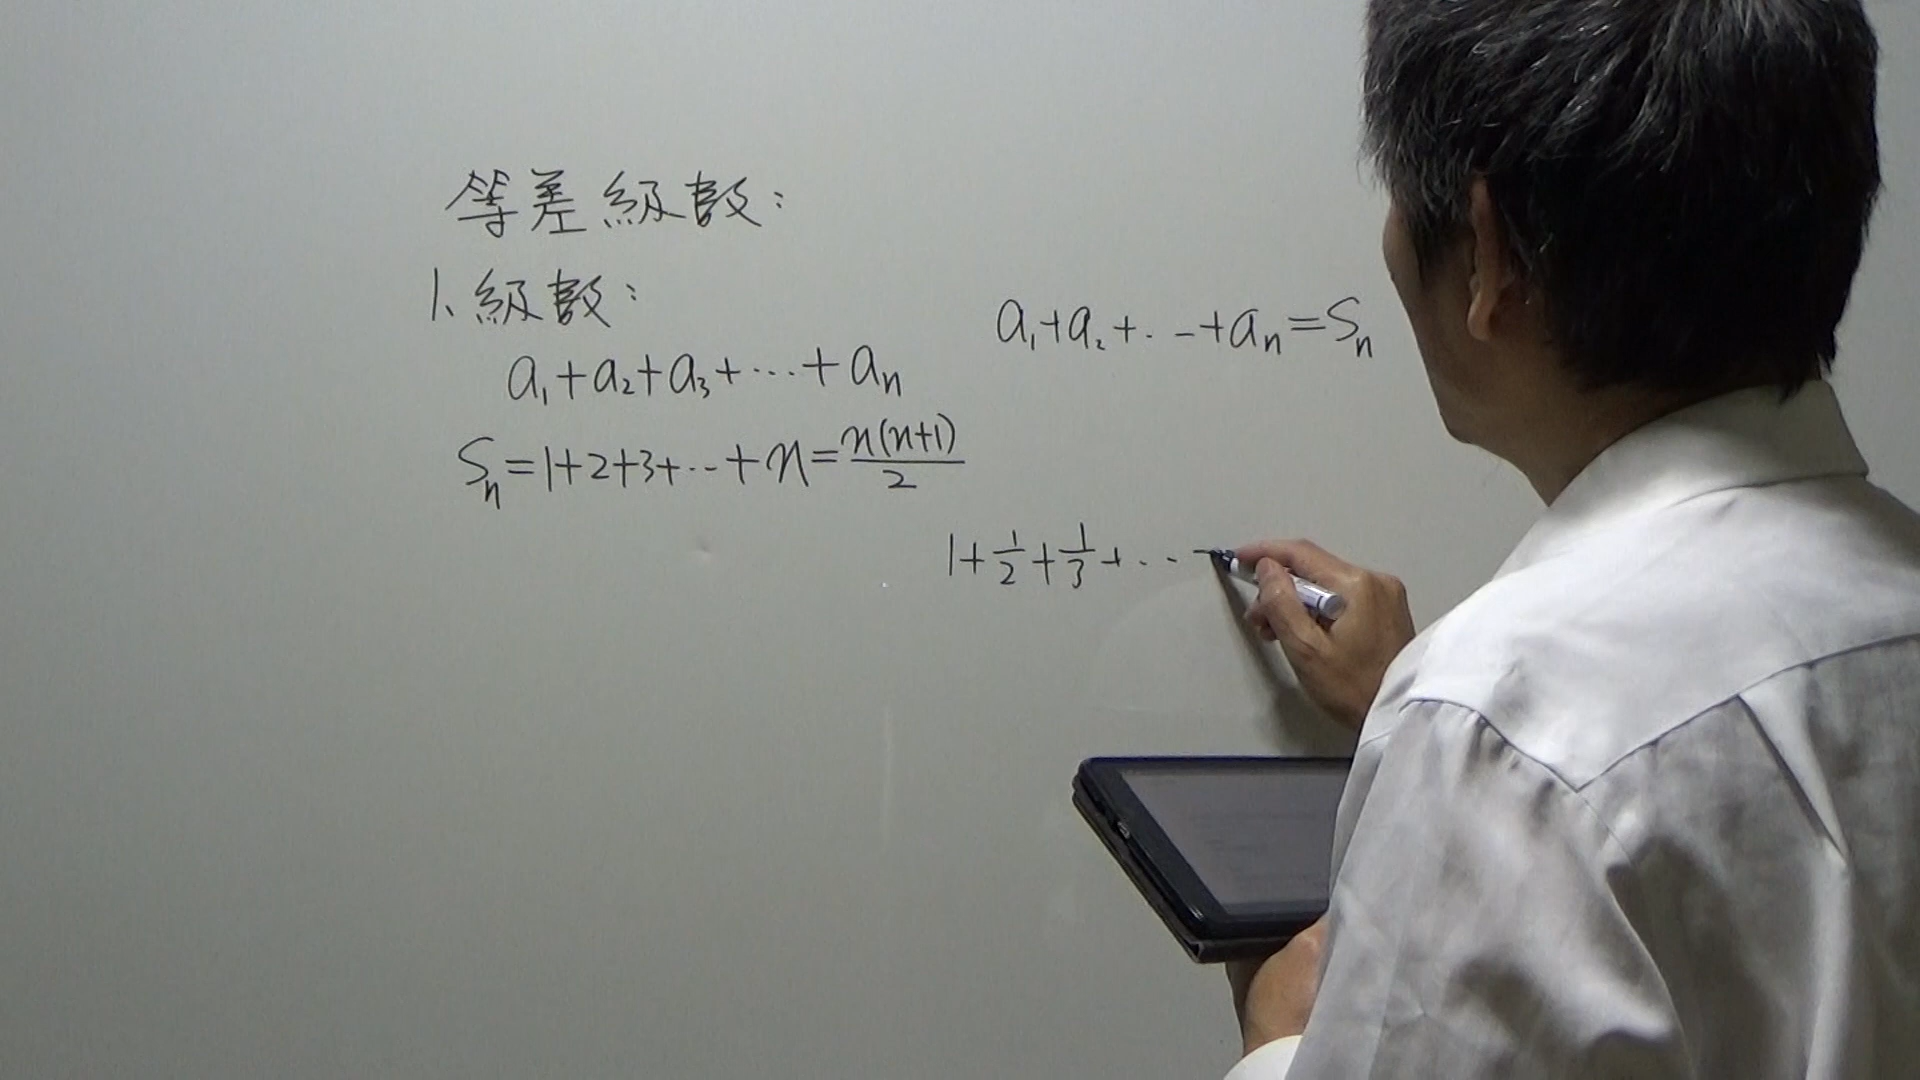 等差級數：
1、級數：
a₁+a₂+a₃+⋯+aₙ
Sₙ=1+2+3+⋯+n=n(n+1)/2
a₁+a₂+⋯+aₙ=Sₙ
1+1/2+1/3+⋯